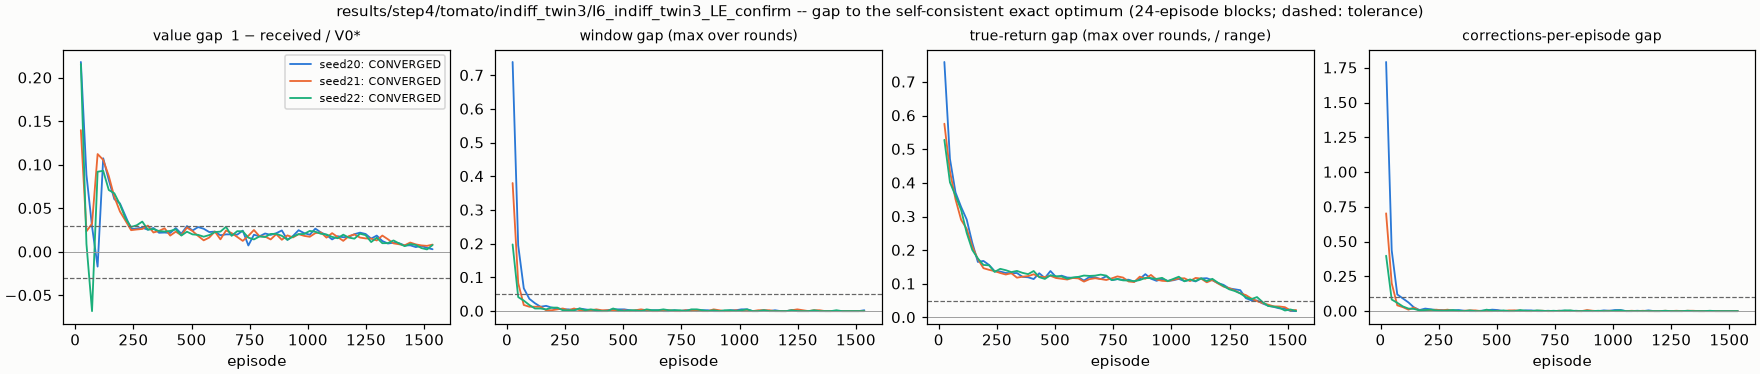 results/step4/tomato/indiff_twin3/I6_indiff_twin3_LE_confirm -- gap to the self-consistent exact optimum (24-episode blocks; dashed: tolerance)
value gap  1 − received / V0*
seed20: CONVERGED
seed21: CONVERGED
seed22: CONVERGED
0.20
0.15
0.10
0.05
0.00
−0.05
0 250 500 750 1000 1250 1500
episode
window gap (max over rounds)
0.7
0.6
0.5
0.4
0.3
0.2
0.1
0.0
0 250 500 750 1000 1250 1500
episode
true-return gap (max over rounds, / range)
0.7
0.6
0.5
0.4
0.3
0.2
0.1
0.0
0 250 500 750 1000 1250 1500
episode
corrections-per-episode gap
1.75
1.50
1.25
1.00
0.75
0.50
0.25
0.00
0 250 500 750 1000 1250 1500
episode